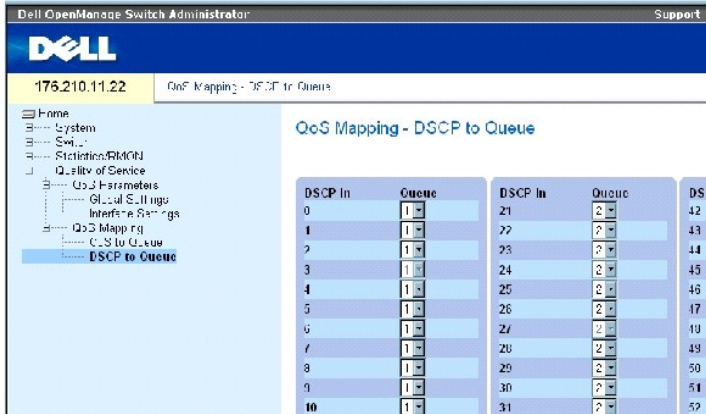 Dell OpenManage Switch Administrator
Support
DELL
176.210.11.22
QoS Mapping - DSCP to Queue
Home
System
Switch
Statistics/RMON
Quality of Service
QoS Parameters
Global Settings
Interface Settings
QoS Mapping
CoS to Queue
DSCP to Queue
QoS Mapping - DSCP to Queue
DSCP In Queue DSCP In Queue DS
0 1 21 2 42
1 1 22 2 43
2 1 23 2 44
3 1 24 2 45
4 1 25 2 46
5 1 26 2 47
6 1 27 2 48
7 1 28 2 49
8 1 29 2 50
9 1 30 2 51
10 1 31 2 52